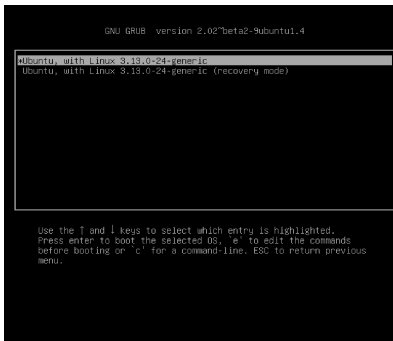 GNU GRUB version 2.02~beta2-9ubuntu1.4
*Ubuntu, with Linux 3.13.0-24-generic
Ubuntu, with Linux 3.13.0-24-generic (recovery mode)
Use the ↑ and ↓ keys to select which entry is highlighted.
Press enter to boot the selected OS, `e' to edit the commands
before booting or `c' for a command-line. ESC to return previous
menu.